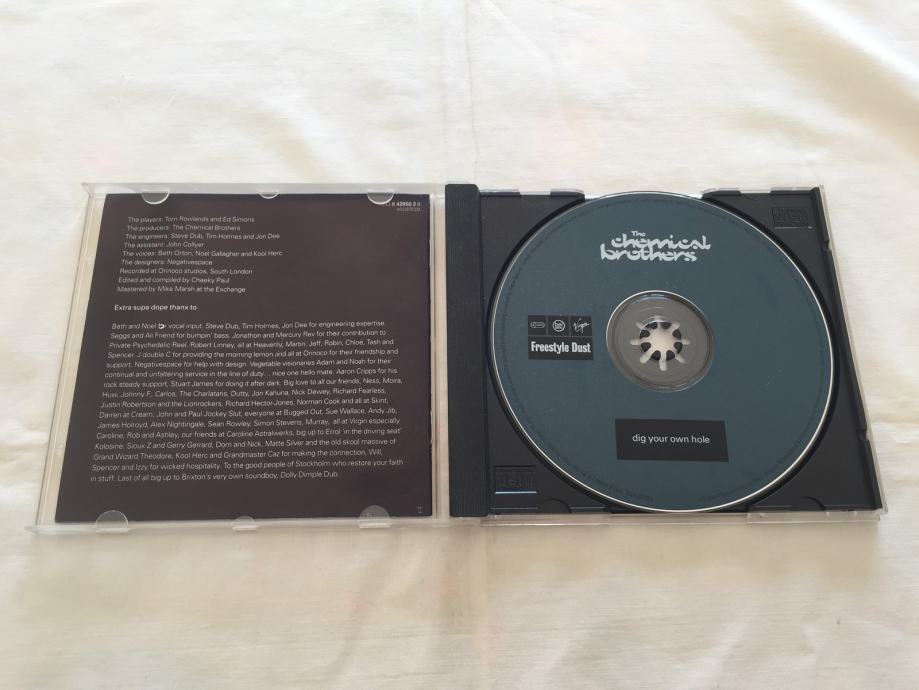 42950 2
The players: Tom Rowlands and Ed Simons
The producers: The Chemical Brothers
The engineers: Steve Dub, Tim Holmes and Jon Dee
The assistant: John Collyer
The voices: Beth Orton, Noel Gallagher and Kool Herc
The designers: Negativespace
Recorded at Orinoco studios, South London
Edited and compiled by Cheeky Paul
Mastered by Mike Marsh at the Exchange
Extra supa dope thanx to
Beth and Noel for vocal input. Steve Dub, Tim Holmes, Jon Dee for engineering expertise.
Seggs and Ali Friend for bumpin' bass. Jonathon and Mercury Rev for their contribution to
Private Psychedelic Reel. Robert Linney, all at Heavenly, Martin, Jeff, Robin, Chloë, Tash and
Spencer. J double C for providing the morning lemon and all at Orinoco for their friendship and
support. Negativespace for help with design. Vegetable visionaries Adam and Noah for their
continual and unfaltering service in the line of duty... nice one hello mate. Aaron Cripps for his
rock steady support, Stuart James for doing it after dark. Big love to all our friends, Ness, Moira,
Huw, Johnny F., Carlos, The Charlatans, Dutty, Jon Kahuna, Nick Dewey, Richard Fearless,
Justin Robertson and the Lionrockers, Richard Hector-Jones, Norman Cook and all at Skint,
Darren at Cream, John and Paul Jockey Slut, everyone at Bugged Out, Sue Wallace, Andy Jib,
James Holroyd, Alex Nightingale, Sean Rowley, Simon Stevens, Murray, all at Virgin especially
Caroline, Rob and Ashley, our friends at Caroline Astralwerks, big up to Errol 'in the driving seat'
Kolosine. Sioux Z and Gerry Gerrard, Dom and Nick, Matte Silver and the old skool massive of
Grand Wizard Theodore, Kool Herc and Grandmaster Caz for making the connection, Will,
Spencer and Izzy for wicked hospitality. To the good people of Stockholm who restore your faith
in stuff. Last of all big up to Brixton's very own soundboy, Dolly Dimple Dub.
The
chemical
brothers
Virgin
Freestyle Dust
dig your own hole